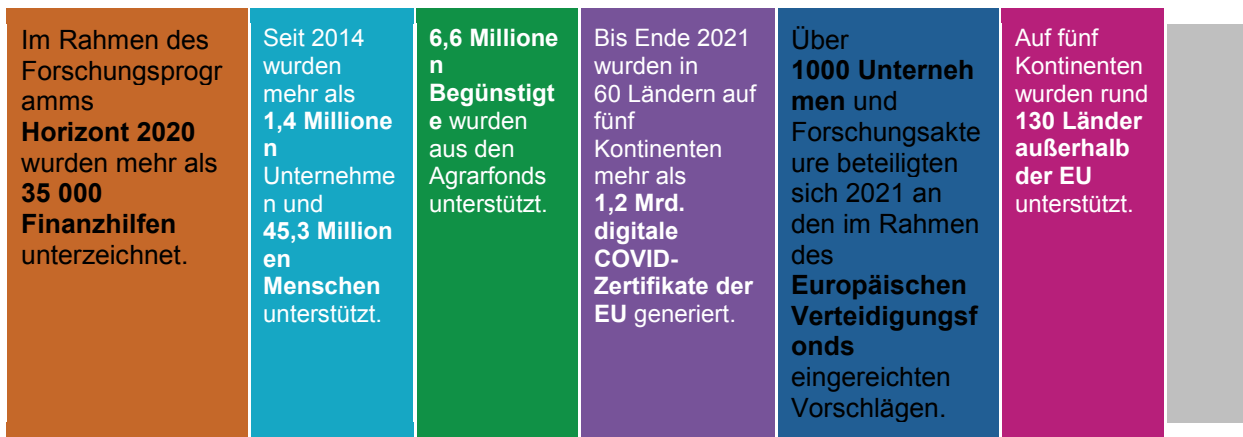 Im Rahmen des
Forschungsprogr
amms
Horizont 2020
wurden mehr als
35 000
Finanzhilfen
unterzeichnet.
Seit 2014
wurden
mehr als
1,4 Millione
n
Unternehme
n und
45,3 Million
en
Menschen
unterstützt.
6,6 Millione
n
Begünstigt
e wurden
aus den
Agrarfonds
unterstützt.
Bis Ende 2021
wurden in
60 Ländern auf
fünf
Kontinenten
mehr als
1,2 Mrd.
digitale
COVID-
Zertifikate der
EU generiert.
Über
1000 Unterneh
men und
Forschungsakte
ure beteiligten
sich 2021 an
den im Rahmen
des
Europäischen
Verteidigungsf
onds
eingereichten
Vorschlägen.
Auf fünf
Kontinenten
wurden rund
130 Länder
außerhalb
der EU
unterstützt.